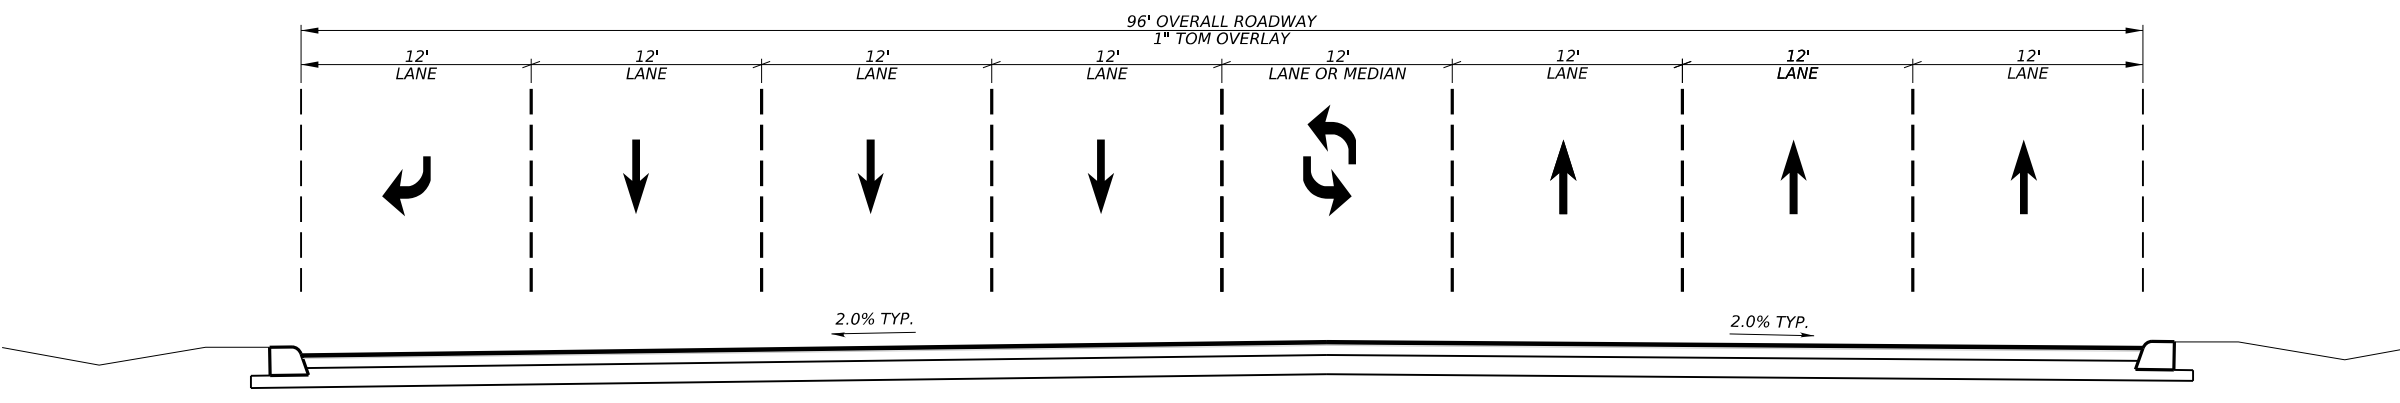 96' OVERALL ROADWAY
1" TOM OVERLAY
12' 12' 12' 12' 12' 12' 12' 12'
LANE LANE LANE LANE LANE OR MEDIAN LANE LANE LANE
2.0% TYP. 2.0% TYP.